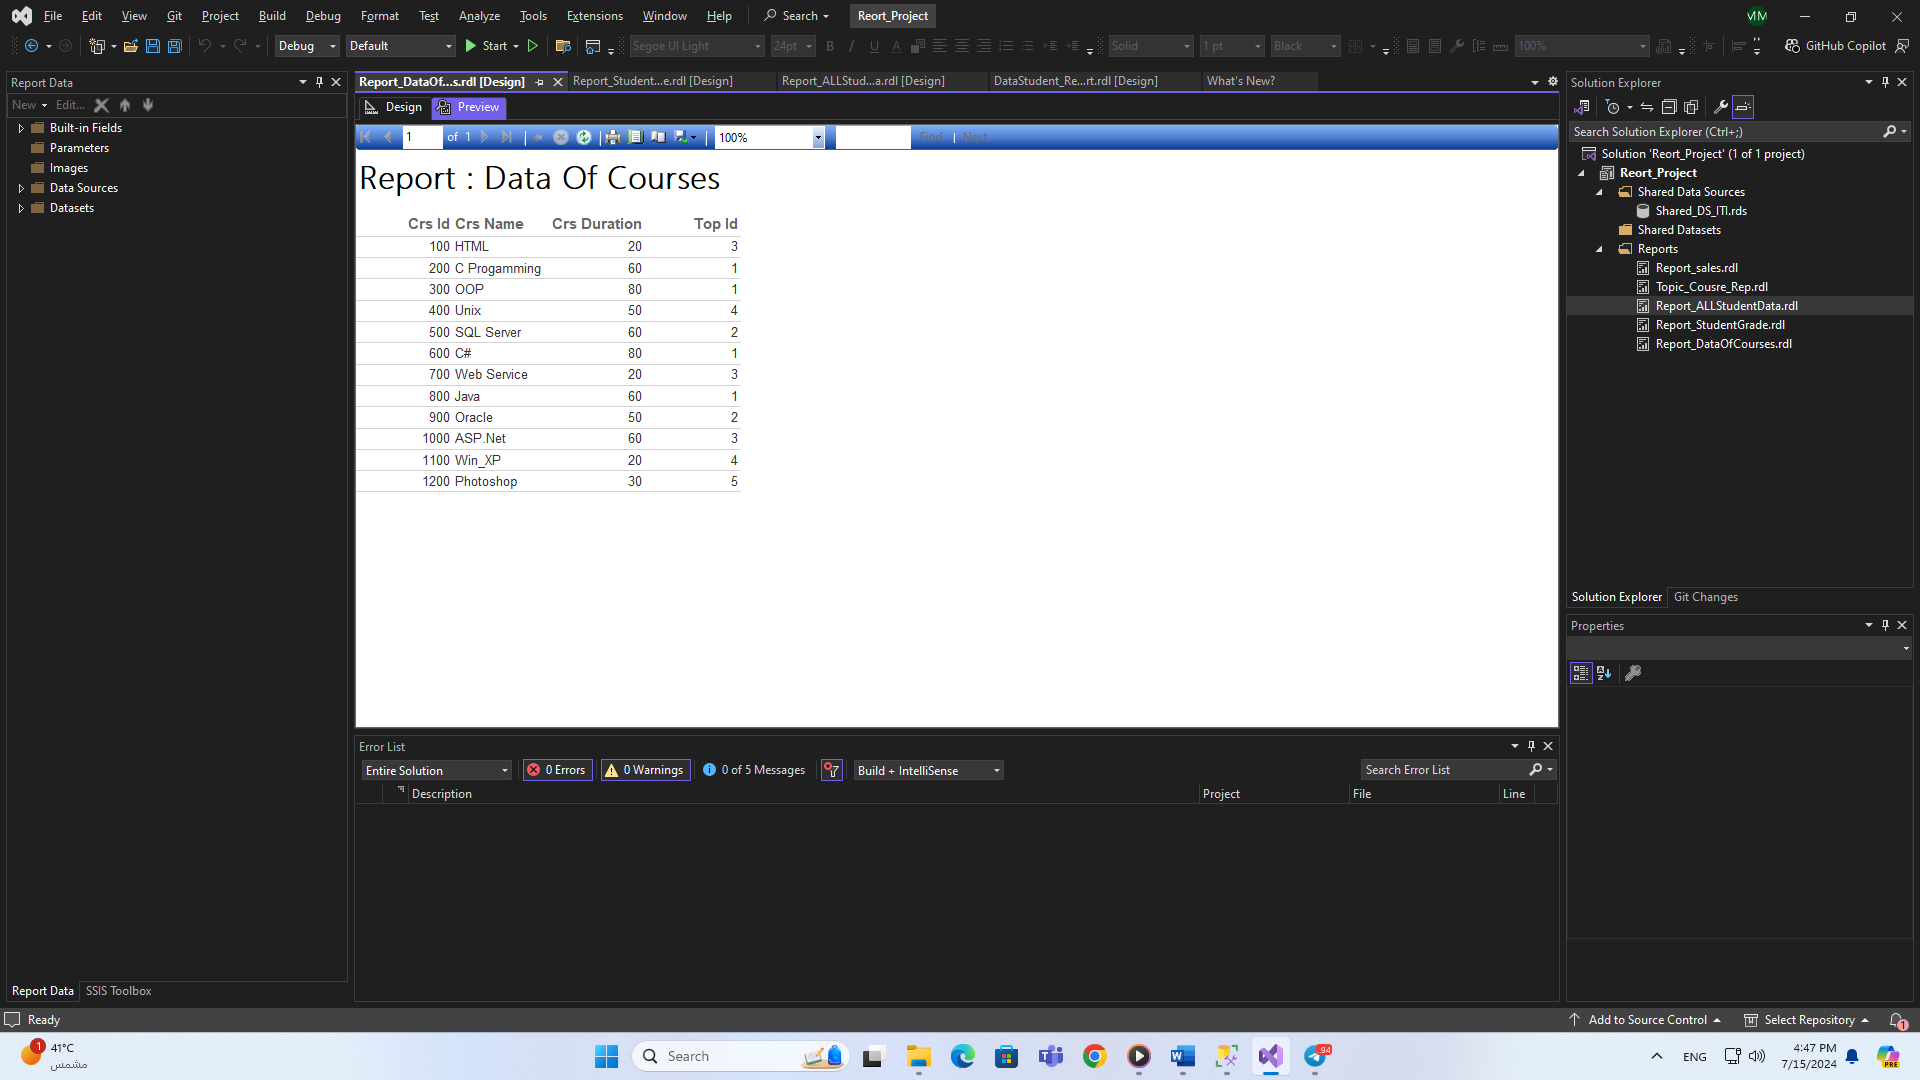 File Edit View Git Project Build Debug Format Test Analyze Tools Extensions Window Help Search Reort_Project MM
Debug Default Start Segoe UI Light 24pt B I U A Solid 1 pt Black 100% GitHub Copilot
Report Data
New Edit...
Built-in Fields
Parameters
Images
Data Sources
Datasets
Report Data SSIS Toolbox
Report_DataOf...s.rdl [Design] Report_Student...e.rdl [Design] Report_ALLStud...a.rdl [Design] DataStudent_Re...rt.rdl [Design] What's New?
Design Preview
1 of 1 100% Find | Next
Report : Data Of Courses
Crs Id Crs Name Crs Duration Top Id
100 HTML 20 3
200 C Progamming 60 1
300 OOP 80 1
400 Unix 50 4
500 SQL Server 60 2
600 C# 80 1
700 Web Service 20 3
800 Java 60 1
900 Oracle 50 2
1000 ASP.Net 60 3
1100 Win_XP 20 4
1200 Photoshop 30 5
Error List
Entire Solution 0 Errors 0 Warnings 0 of 5 Messages Build + IntelliSense Search Error List
Description Project File Line
Solution Explorer
Search Solution Explorer (Ctrl+;)
Solution 'Reort_Project' (1 of 1 project)
Reort_Project
Shared Data Sources
Shared_DS_ITI.rds
Shared Datasets
Reports
Report_sales.rdl
Topic_Cousre_Rep.rdl
Report_ALLStudentData.rdl
Report_StudentGrade.rdl
Report_DataOfCourses.rdl
Solution Explorer Git Changes
Properties
Ready Add to Source Control Select Repository 1
1 41°C
مشمس
Search 94 ENG 4:47 PM
7/15/2024 PRE